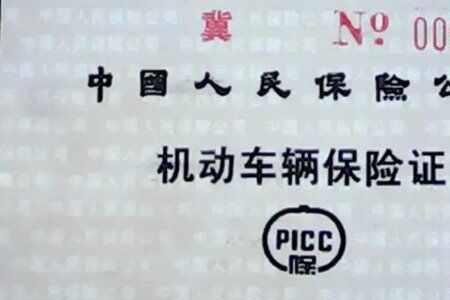 冀 № 00
中國人民保險公
机动车辆保险证
PICC
保